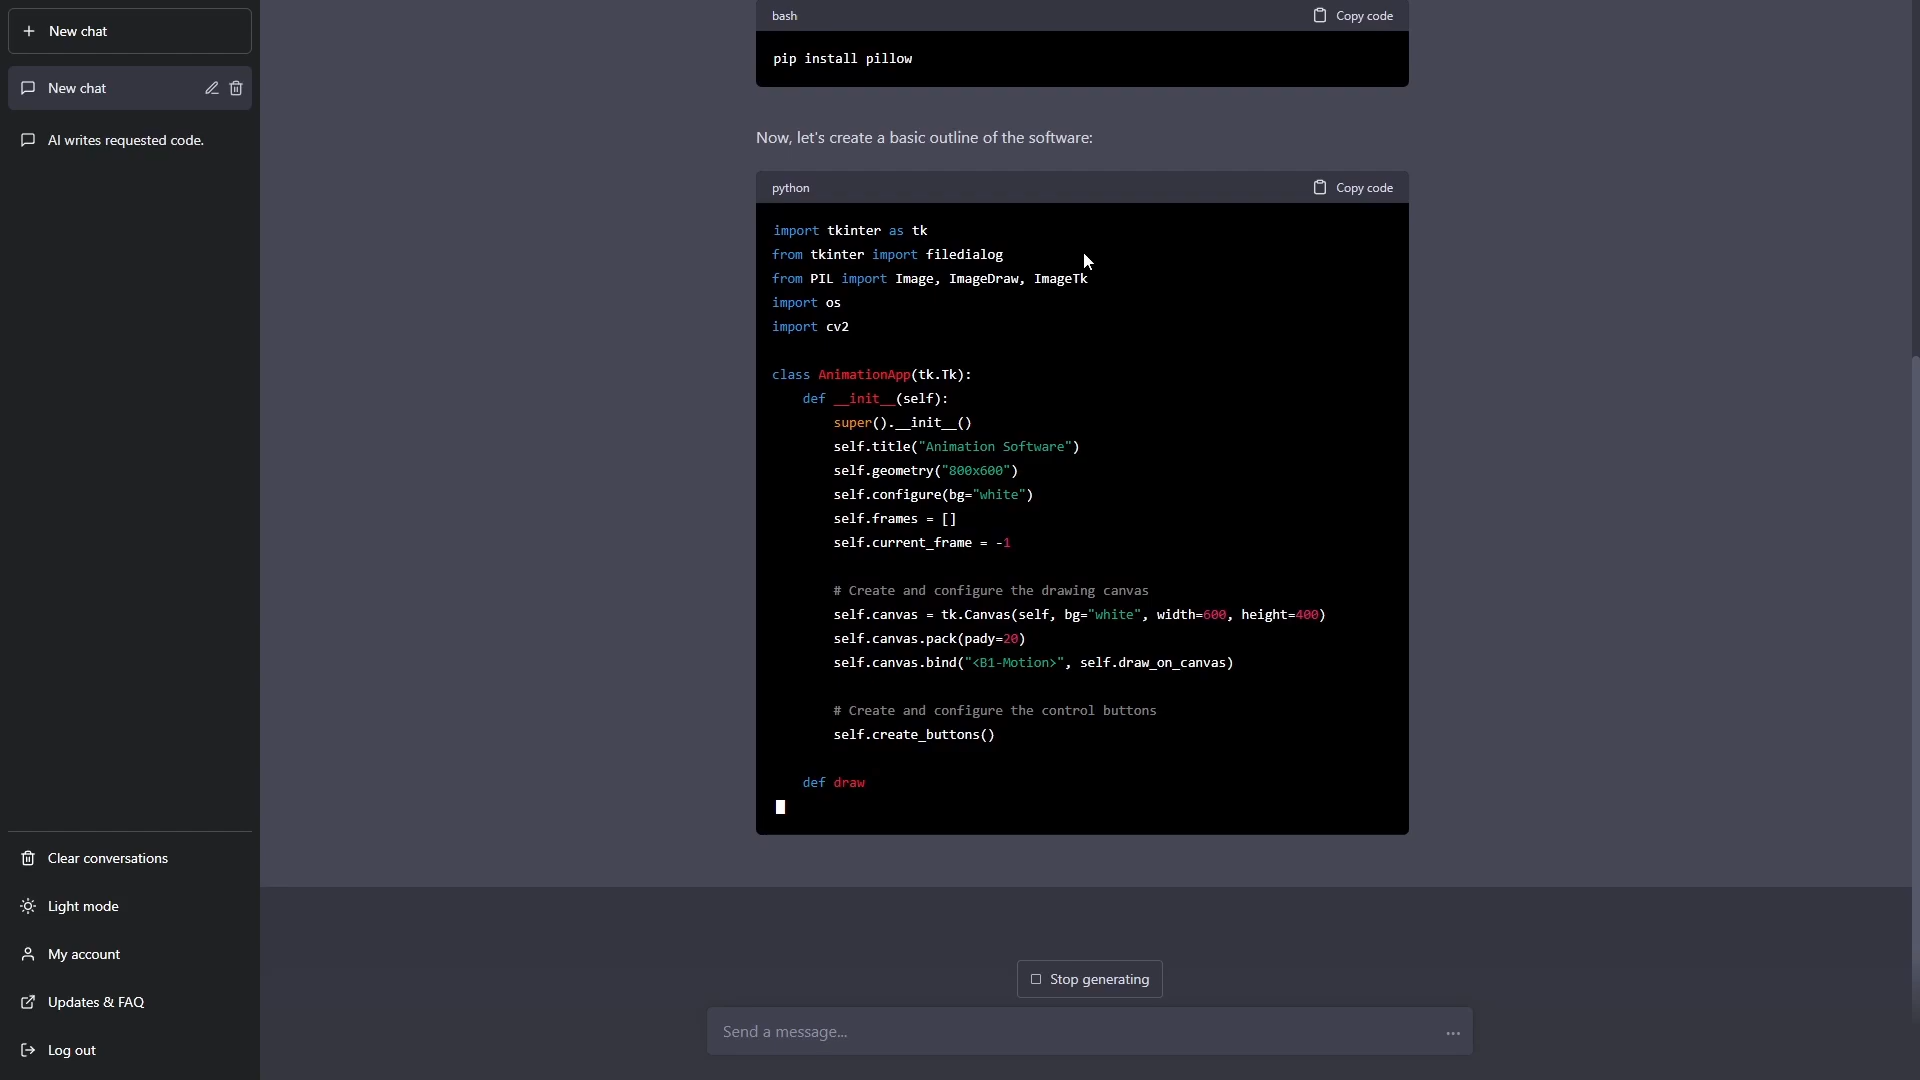 New chat
New chat
AI writes requested code.
Clear conversations
Light mode
My account
Updates & FAQ
Log out
bash
Copy code
pip install pillow
Now, let's create a basic outline of the software:
python
Copy code
import tkinter as tk
from tkinter import filedialog
from PIL import Image, ImageDraw, ImageTk
import os
import cv2
class AnimationApp(tk.Tk):
    def __init__(self):
        super().__init__()
        self.title("Animation Software")
        self.geometry("800x600")
        self.configure(bg="white")
        self.frames = []
        self.current_frame = -1
        # Create and configure the drawing canvas
        self.canvas = tk.Canvas(self, bg="white", width=600, height=400)
        self.canvas.pack(pady=20)
        self.canvas.bind("<B1-Motion>", self.draw_on_canvas)
        # Create and configure the control buttons
        self.create_buttons()
    def draw
Stop generating
Send a message...